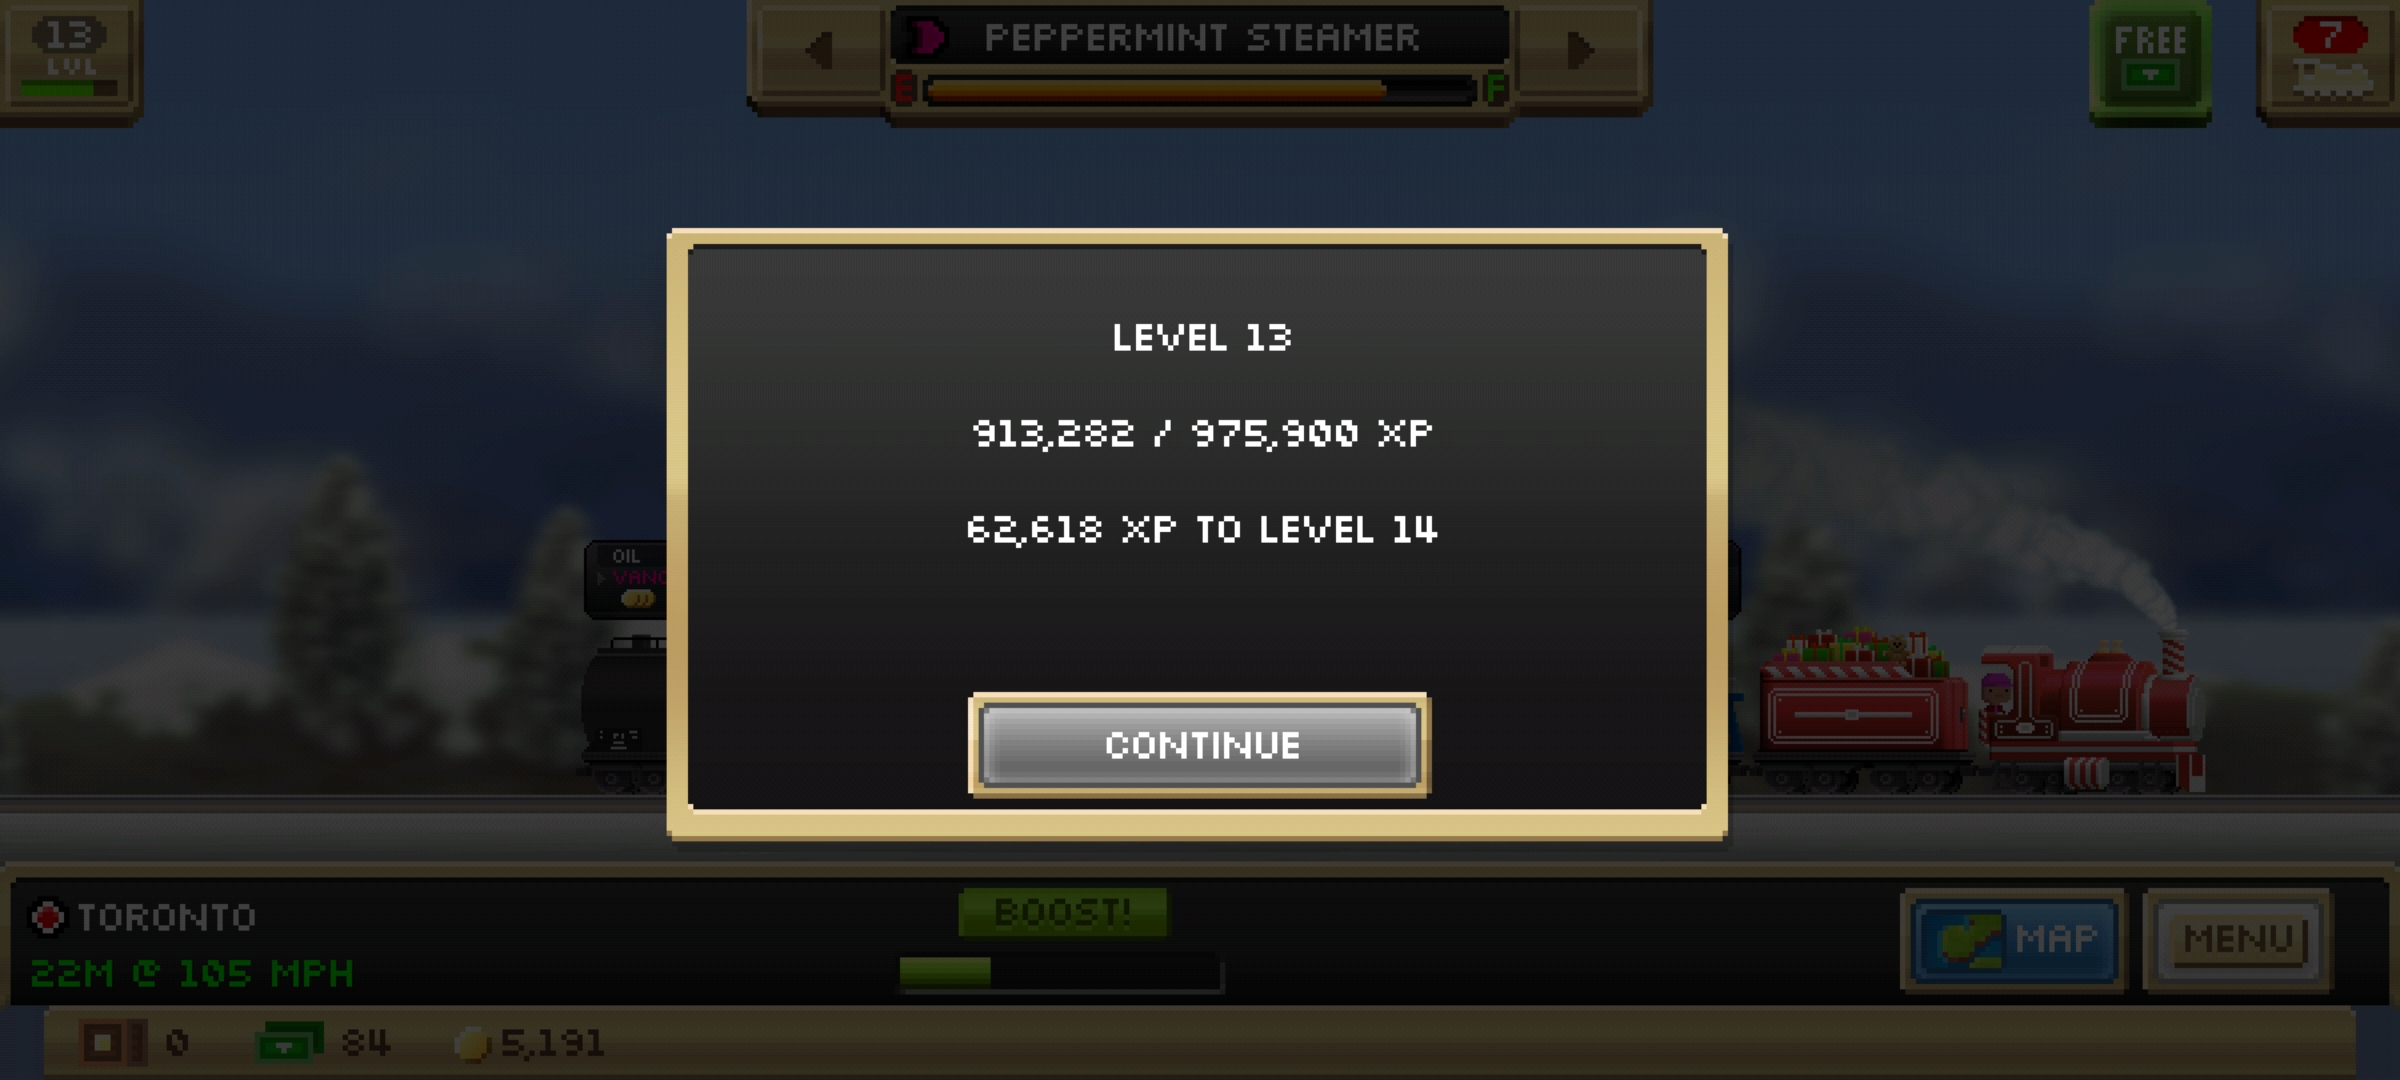 13
LVL
PEPPERMINT STEAMER
E
F
FREE
7
LEVEL 13
913,282 / 975,900 XP
62,618 XP TO LEVEL 14
OIL
CONTINUE
TORONTO
22M @ 105 MPH
BOOST!
MAP
MENU
0
84
5,191